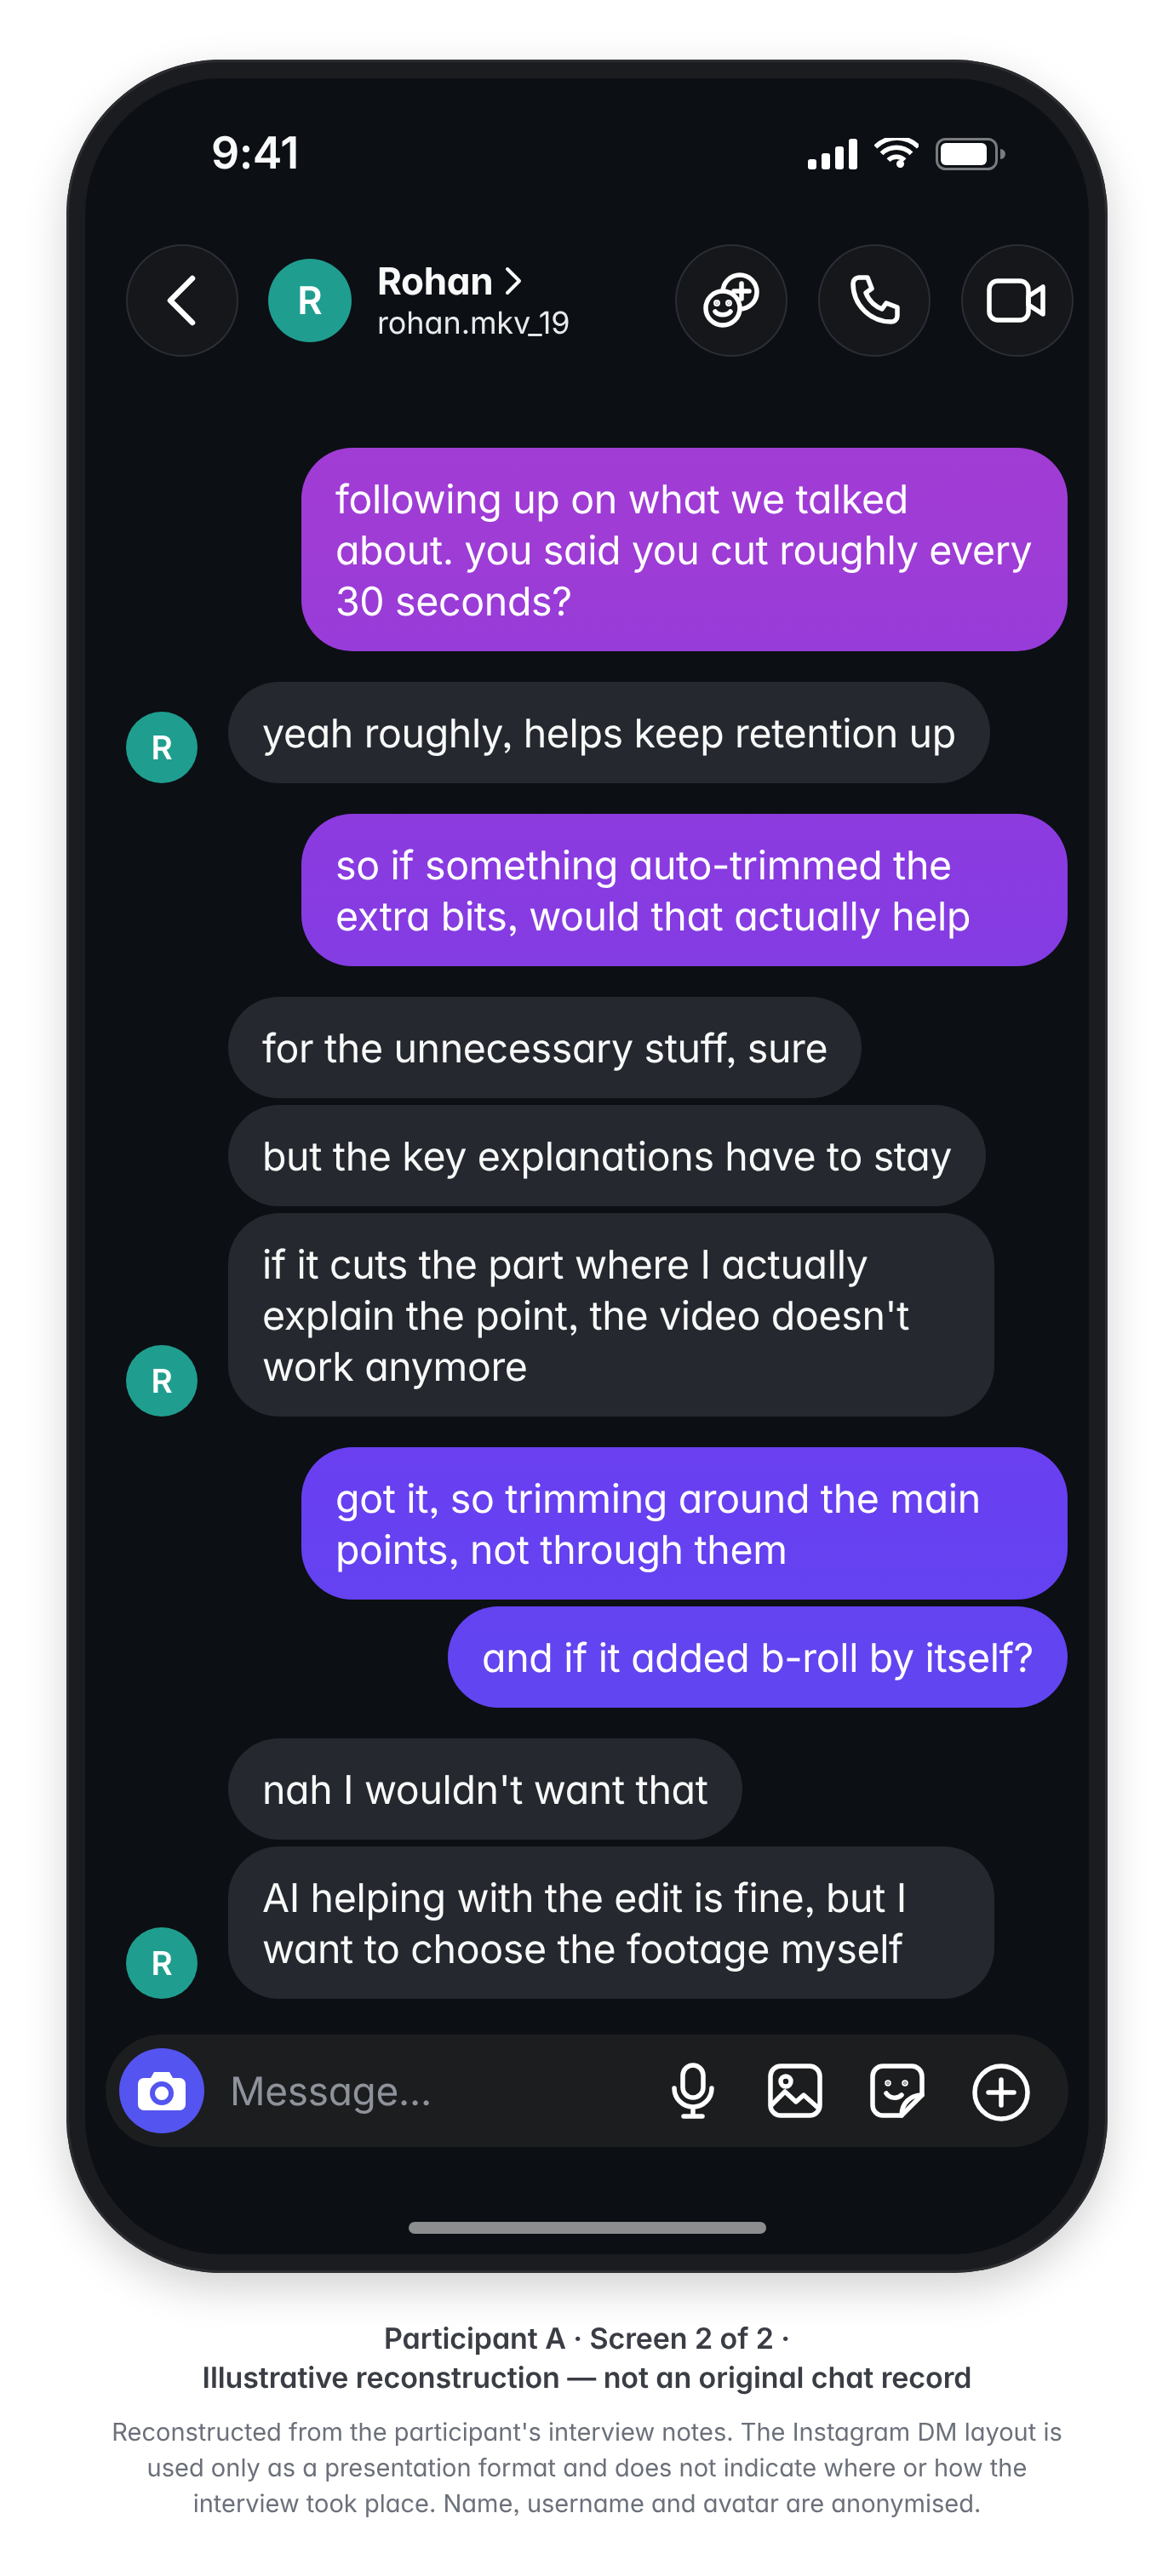 9:41
Rohan
rohan.mkv_19
R
following up on what we talked
about. you said you cut roughly every
30 seconds?
yeah roughly, helps keep retention up
R
so if something auto-trimmed the
extra bits, would that actually help
for the unnecessary stuff, sure
but the key explanations have to stay
if it cuts the part where I actually
explain the point, the video doesn't
work anymore
R
got it, so trimming around the main
points, not through them
and if it added b-roll by itself?
nah I wouldn't want that
AI helping with the edit is fine, but I
want to choose the footage myself
R
Message...
Participant A · Screen 2 of 2 ·
Illustrative reconstruction — not an original chat record
Reconstructed from the participant's interview notes. The Instagram DM layout is
used only as a presentation format and does not indicate where or how the
interview took place. Name, username and avatar are anonymised.